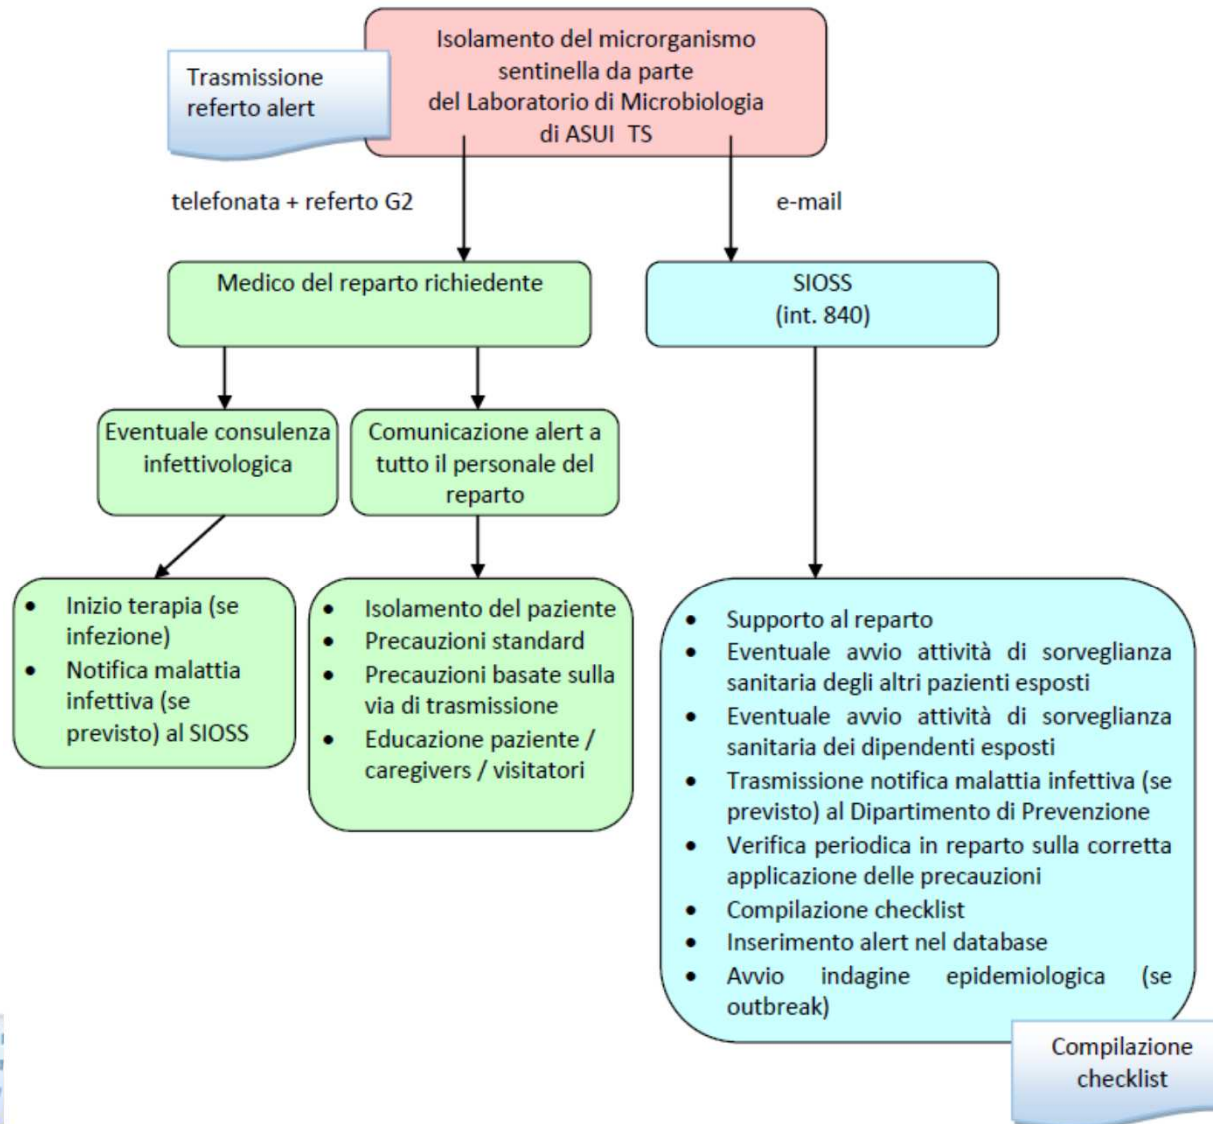 Isolamento del microrganismo
sentinella da parte
del Laboratorio di Microbiologia
di ASUI TS
Trasmissione
referto alert
telefonata + referto G2
e-mail
Medico del reparto richiedente
SIOSS
(int. 840)
Eventuale consulenza
infettivologica
Comunicazione alert a
tutto il personale del
reparto
• Inizio terapia (se
infezione)
• Notifica malattia
infettiva (se
previsto) al SIOSS
• Isolamento del paziente
• Precauzioni standard
• Precauzioni basate sulla
via di trasmissione
• Educazione paziente /
caregivers / visitatori
• Supporto al reparto
• Eventuale avvio attività di sorveglianza
sanitaria degli altri pazienti esposti
• Eventuale avvio attività di sorveglianza
sanitaria dei dipendenti esposti
• Trasmissione notifica malattia infettiva (se
previsto) al Dipartimento di Prevenzione
• Verifica periodica in reparto sulla corretta
applicazione delle precauzioni
• Compilazione checklist
• Inserimento alert nel database
• Avvio indagine epidemiologica (se
outbreak)
Compilazione
checklist